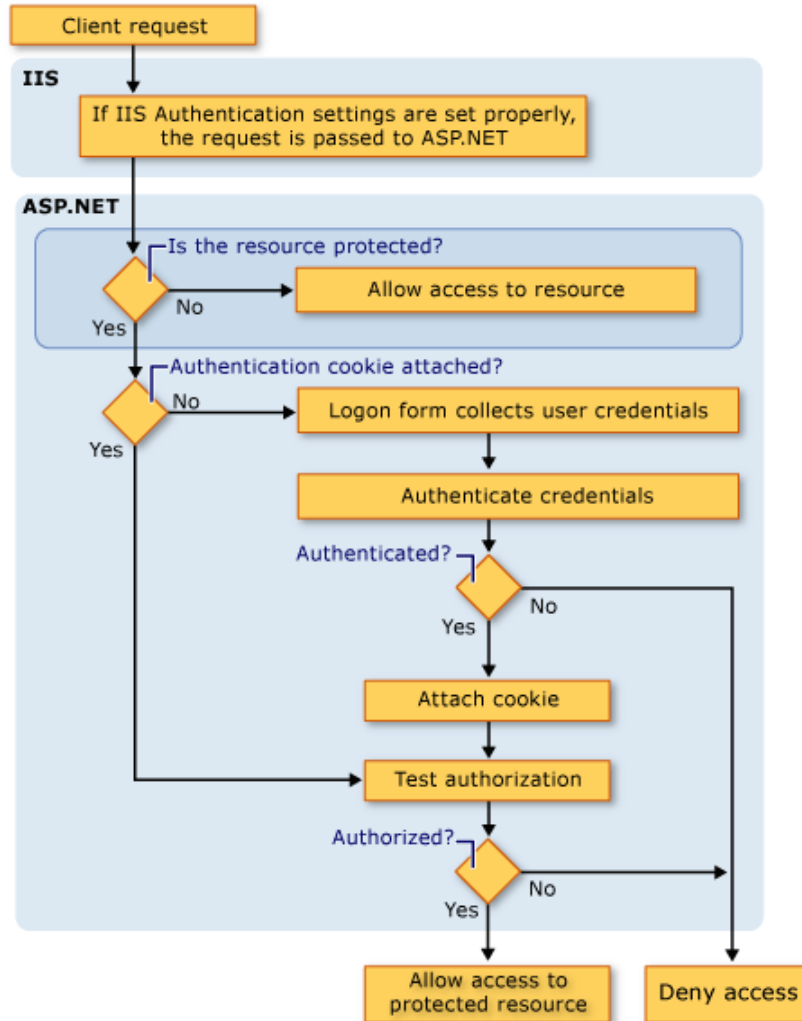 Client request
IIS
If IIS Authentication settings are set properly,
the request is passed to ASP.NET
ASP.NET
Is the resource protected?
Allow access to resource
No
Yes
Authentication cookie attached?
No
Logon form collects user credentials
Yes
Authenticate credentials
Authenticated?
No
Yes
Attach cookie
Test authorization
Authorized?
No
Yes
Allow access to
protected resource
Deny access